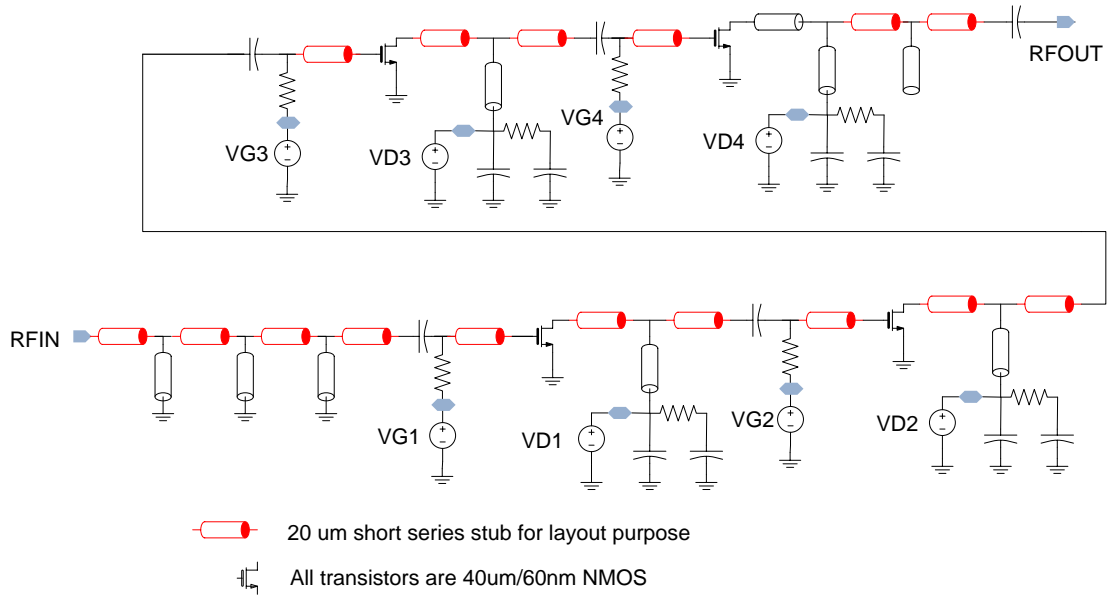 RFOUT
VG4
VG3
VD3
VD4
RFIN
VG1
VD1
VG2
VD2
20 um short series stub for layout purpose
All transistors are 40um/60nm NMOS